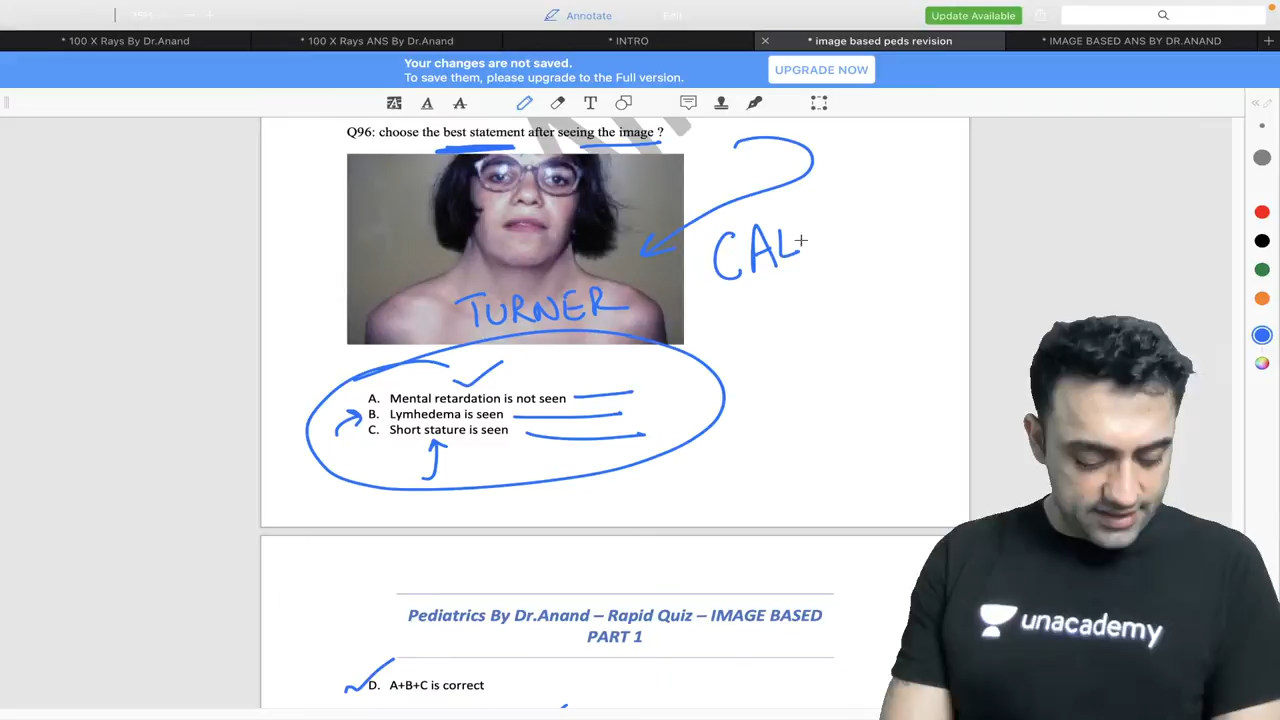 Annotate
Edit
Update Available
* 100 X Rays By Dr.Anand
* 100 X Rays ANS By Dr.Anand
* INTRO
* image based peds revision
* IMAGE BASED ANS BY DR.ANAND
Your changes are not saved.
To save them, please upgrade to the Full version.
UPGRADE NOW
Q96: choose the best statement after seeing the image ?
CAL
TURNER
A. Mental retardation is not seen
B. Lymhedema is seen
C. Short stature is seen
unacademy
Pediatrics By Dr.Anand – Rapid Quiz – IMAGE BASED
PART 1
D. A+B+C is correct